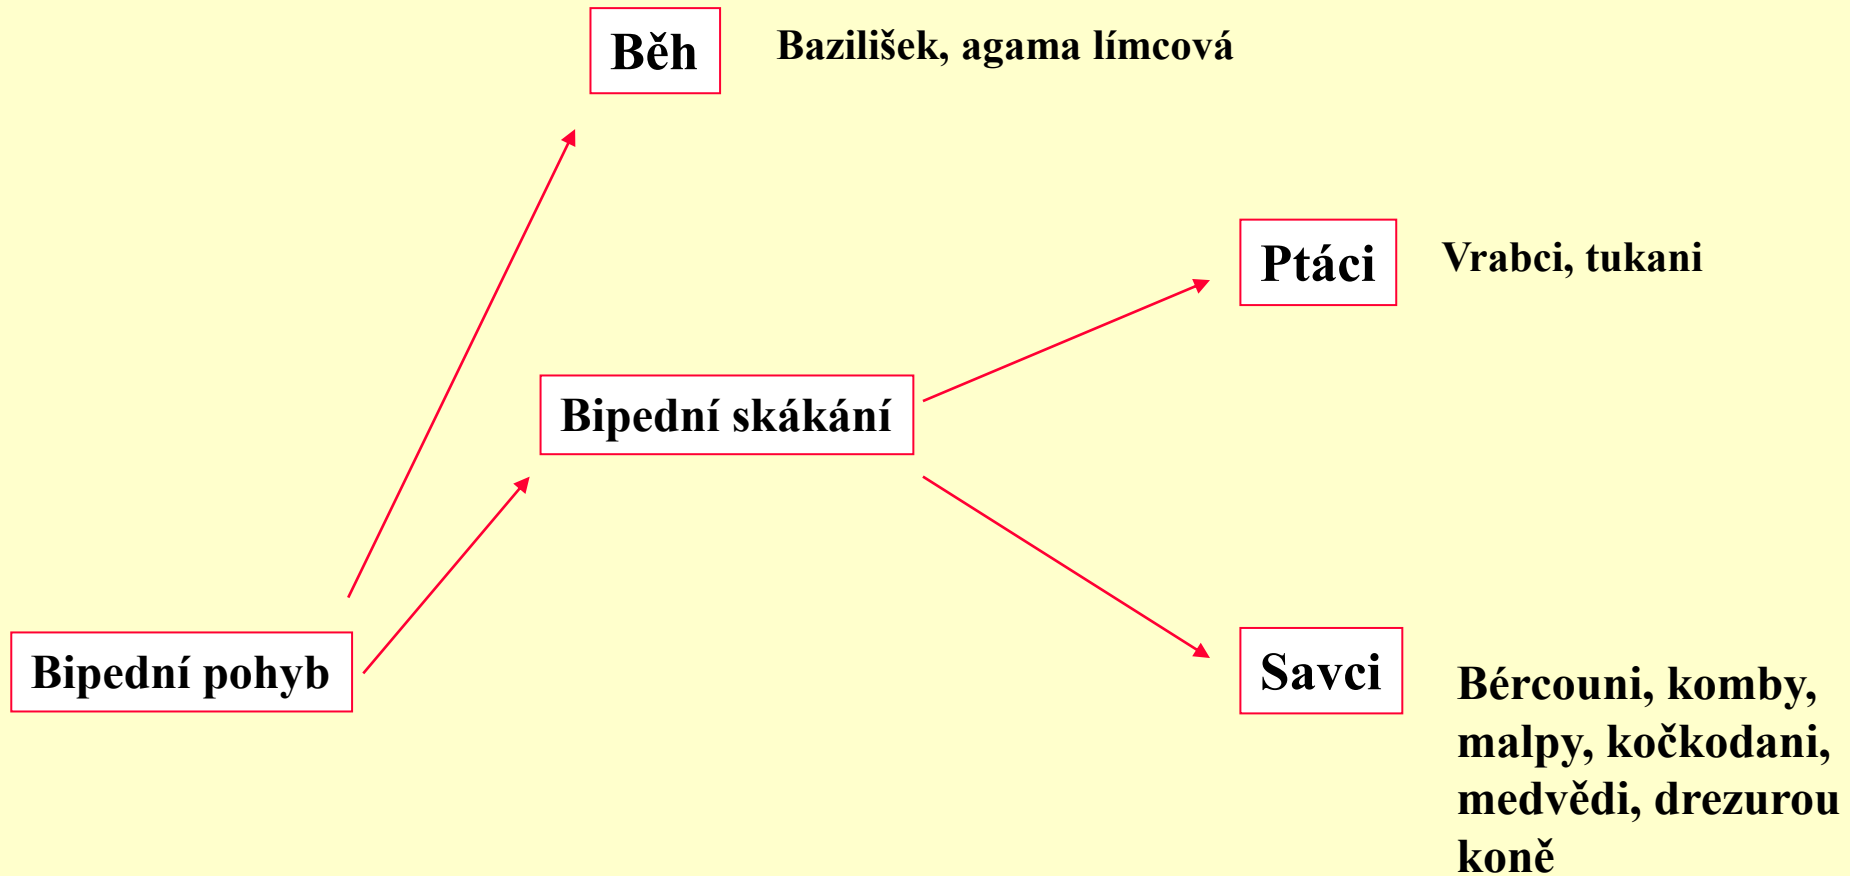 Běh
Bazilišek, agama límcová
Ptáci
Vrabci, tukani
Bipední skákání
Bipední pohyb
Savci
Bércouni, komby,
malpy, kočkodani,
medvědi, drezurou
koně